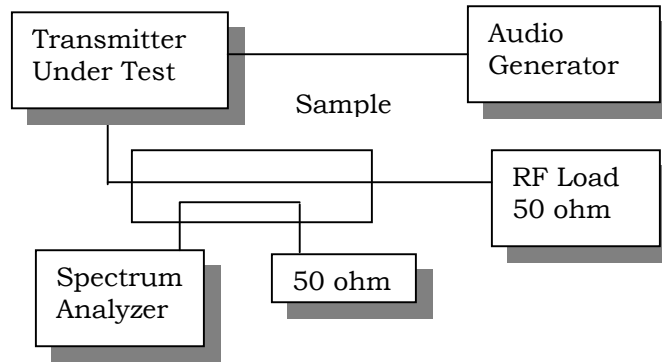 Transmitter
Under Test
Audio
Generator
Sample
RF Load
50 ohm
Spectrum
Analyzer
50 ohm